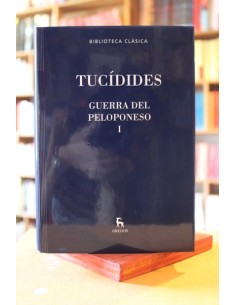 BIBLIOTECA CLÁSICA
TUCÍDIDES
GUERRA DEL
PELOPONESO
I
GREDOS